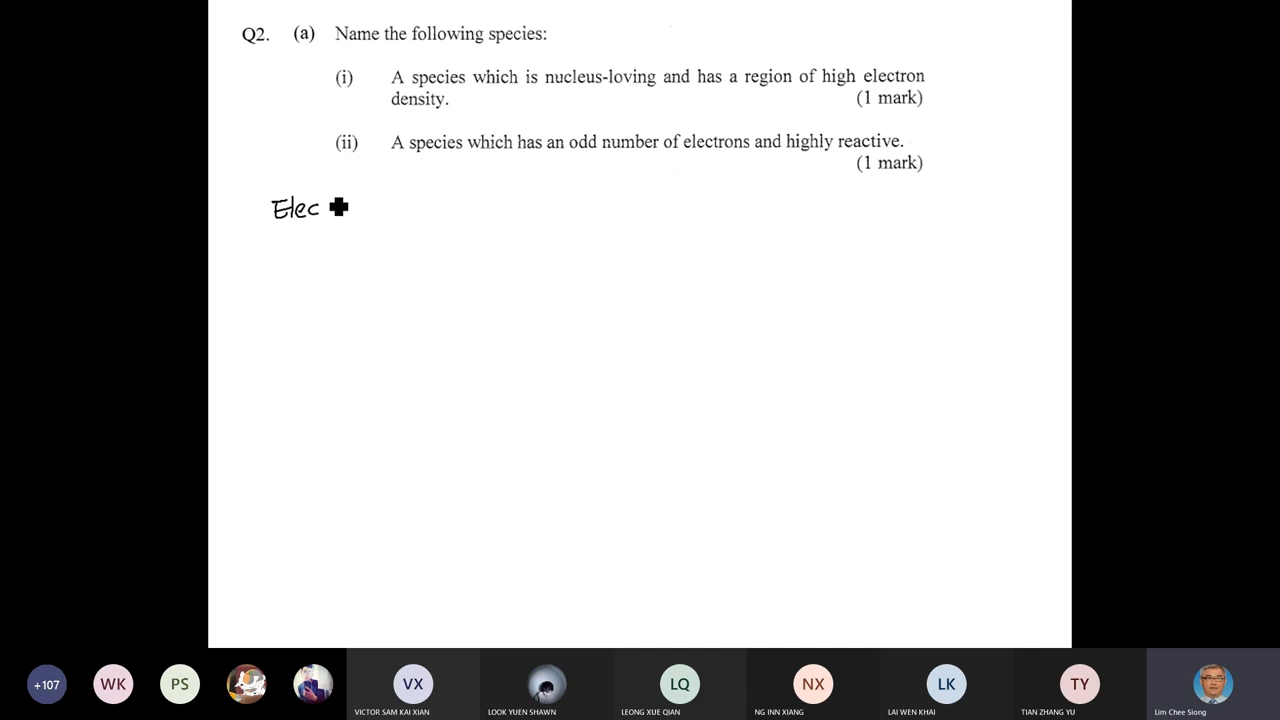 Q2. (a) Name the following species:
(i) A species which is nucleus-loving and has a region of high electron
density. (1 mark)
(ii) A species which has an odd number of electrons and highly reactive.
(1 mark)
Elec
+107 WK PS VX LQ NX LK TY
VICTOR SAM KAI XIAN LOOK YUEN SHAWN LEONG XUE QIAN NG INN XIANG LAI WEN KHAI TIAN ZHANG YU Lim Chee Siong